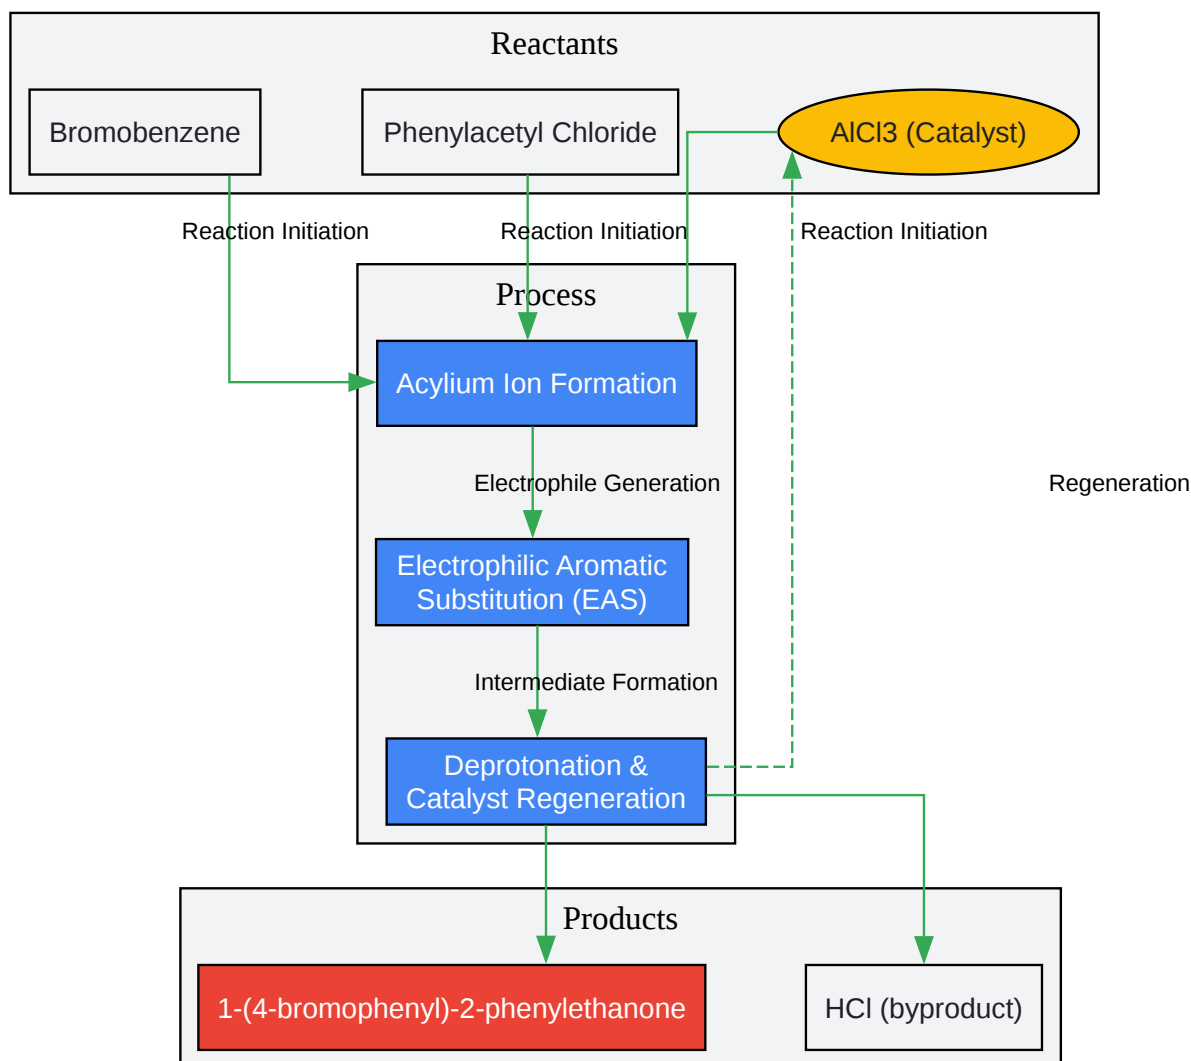 Reactants
Bromobenzene
Phenylacetyl Chloride
AlCl3 (Catalyst)
Reaction Initiation
Reaction Initiation
Reaction Initiation
Process
Acylium Ion Formation
Electrophile Generation
Regeneration
Electrophilic Aromatic
Substitution (EAS)
Intermediate Formation
Deprotonation &
Catalyst Regeneration
Products
1-(4-bromophenyl)-2-phenylethanone
HCl (byproduct)